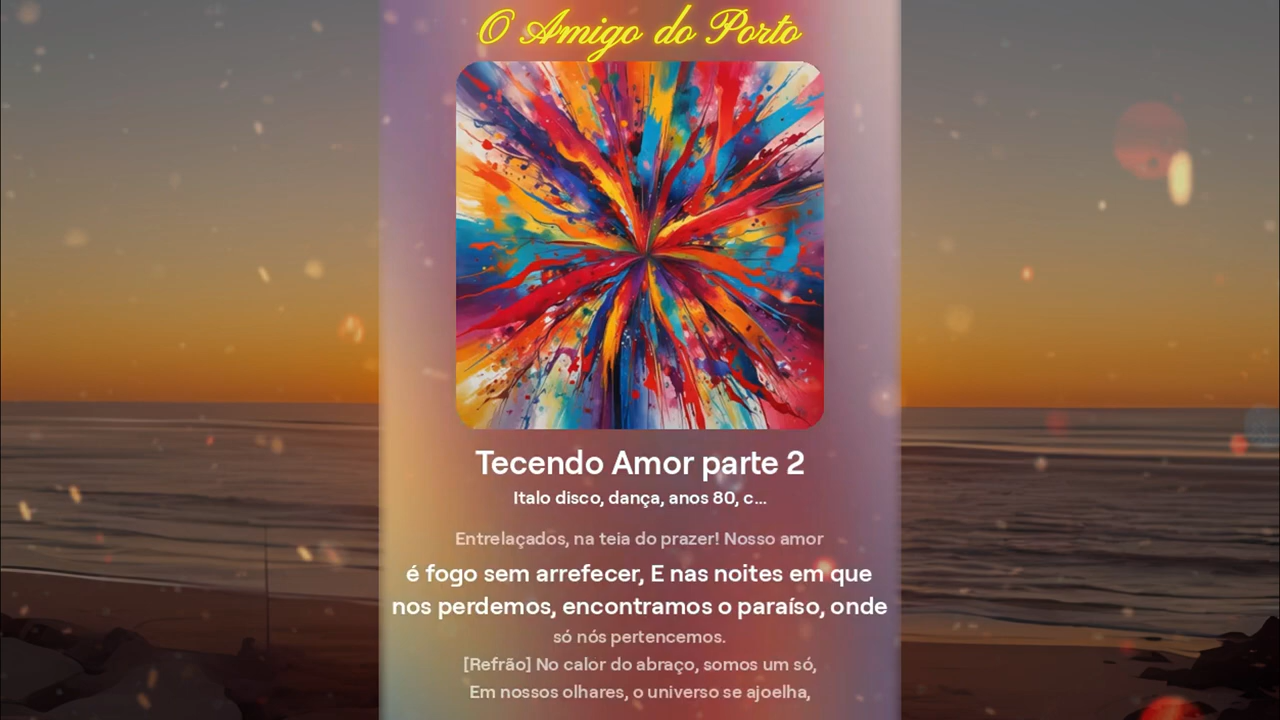 O Amigo do Porto
Tecendo Amor parte 2
Italo disco, dança, anos 80, c...
Entrelaçados, na teia do prazer! Nosso amor
é fogo sem arrefecer, E nas noites em que
nos perdemos, encontramos o paraíso, onde
só nós pertencemos.
[Refrão] No calor do abraço, somos um só,
Em nossos olhares, o universo se ajoelha,